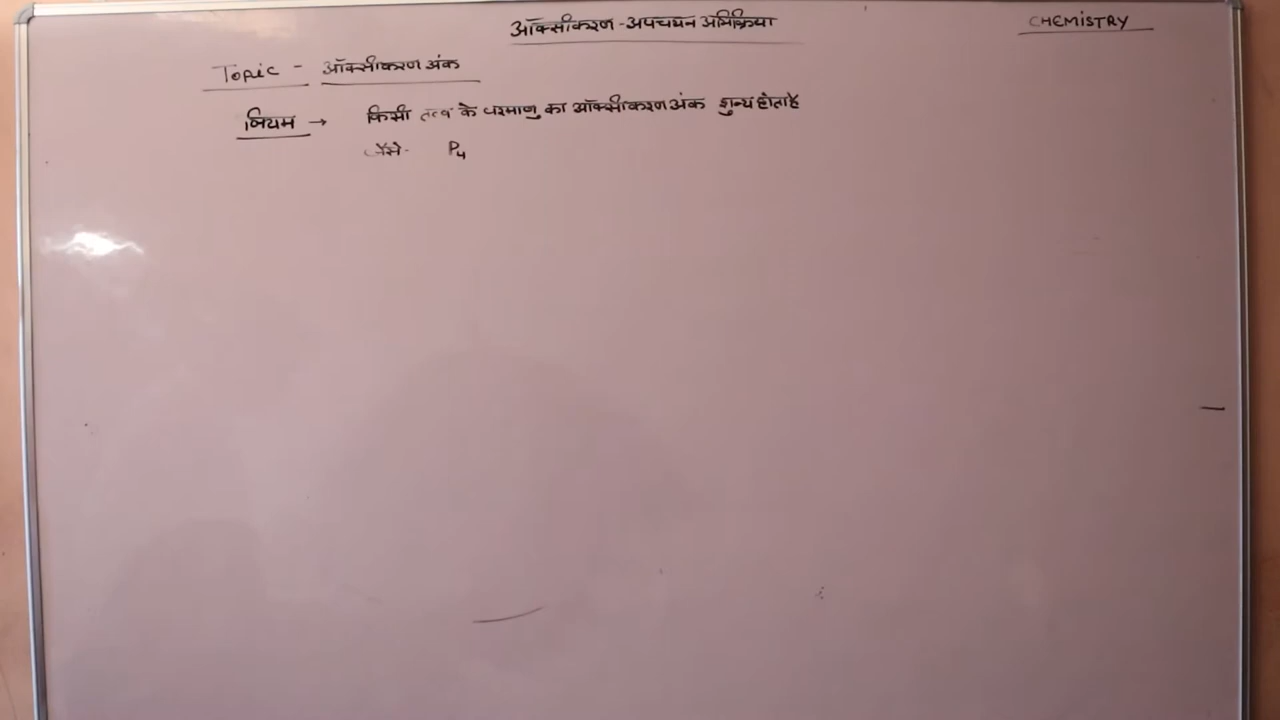 ऑक्सीकरण-अपचयन अभिक्रिया
CHEMISTRY
Topic - ऑक्सीकरण अंक
नियम → किसी तत्व के परमाणु का ऑक्सीकरण अंक शुन्य होता है
जैसे- P₄